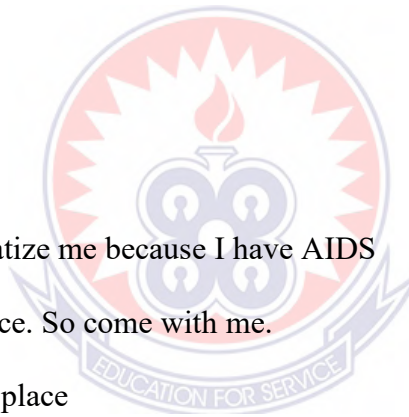 atize me because I have AIDS
ce. So come with me.
place
EDUCATION FOR SERVICE